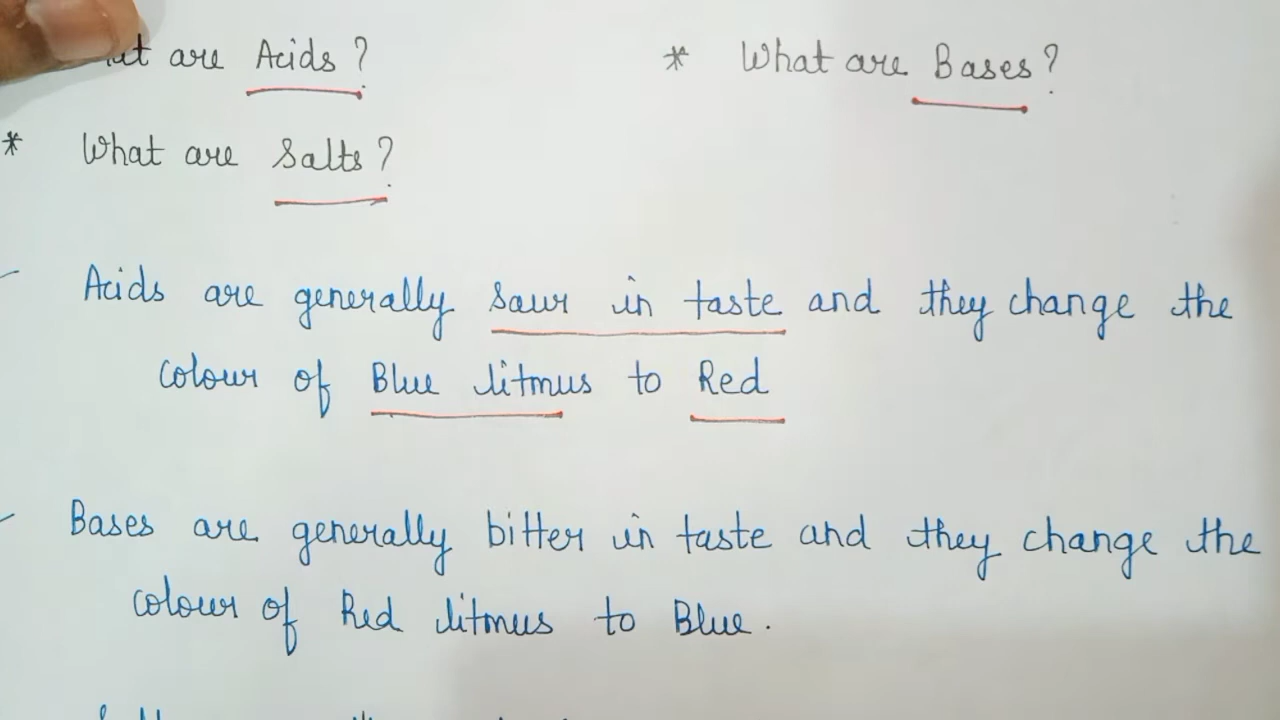 are Acids ?
* What are Bases ?
* What are Salts ?
Acids are generally sour in taste and they change the
colour of Blue litmus to Red
Bases are generally bitter in taste and they change the
colour of Red litmus to Blue.